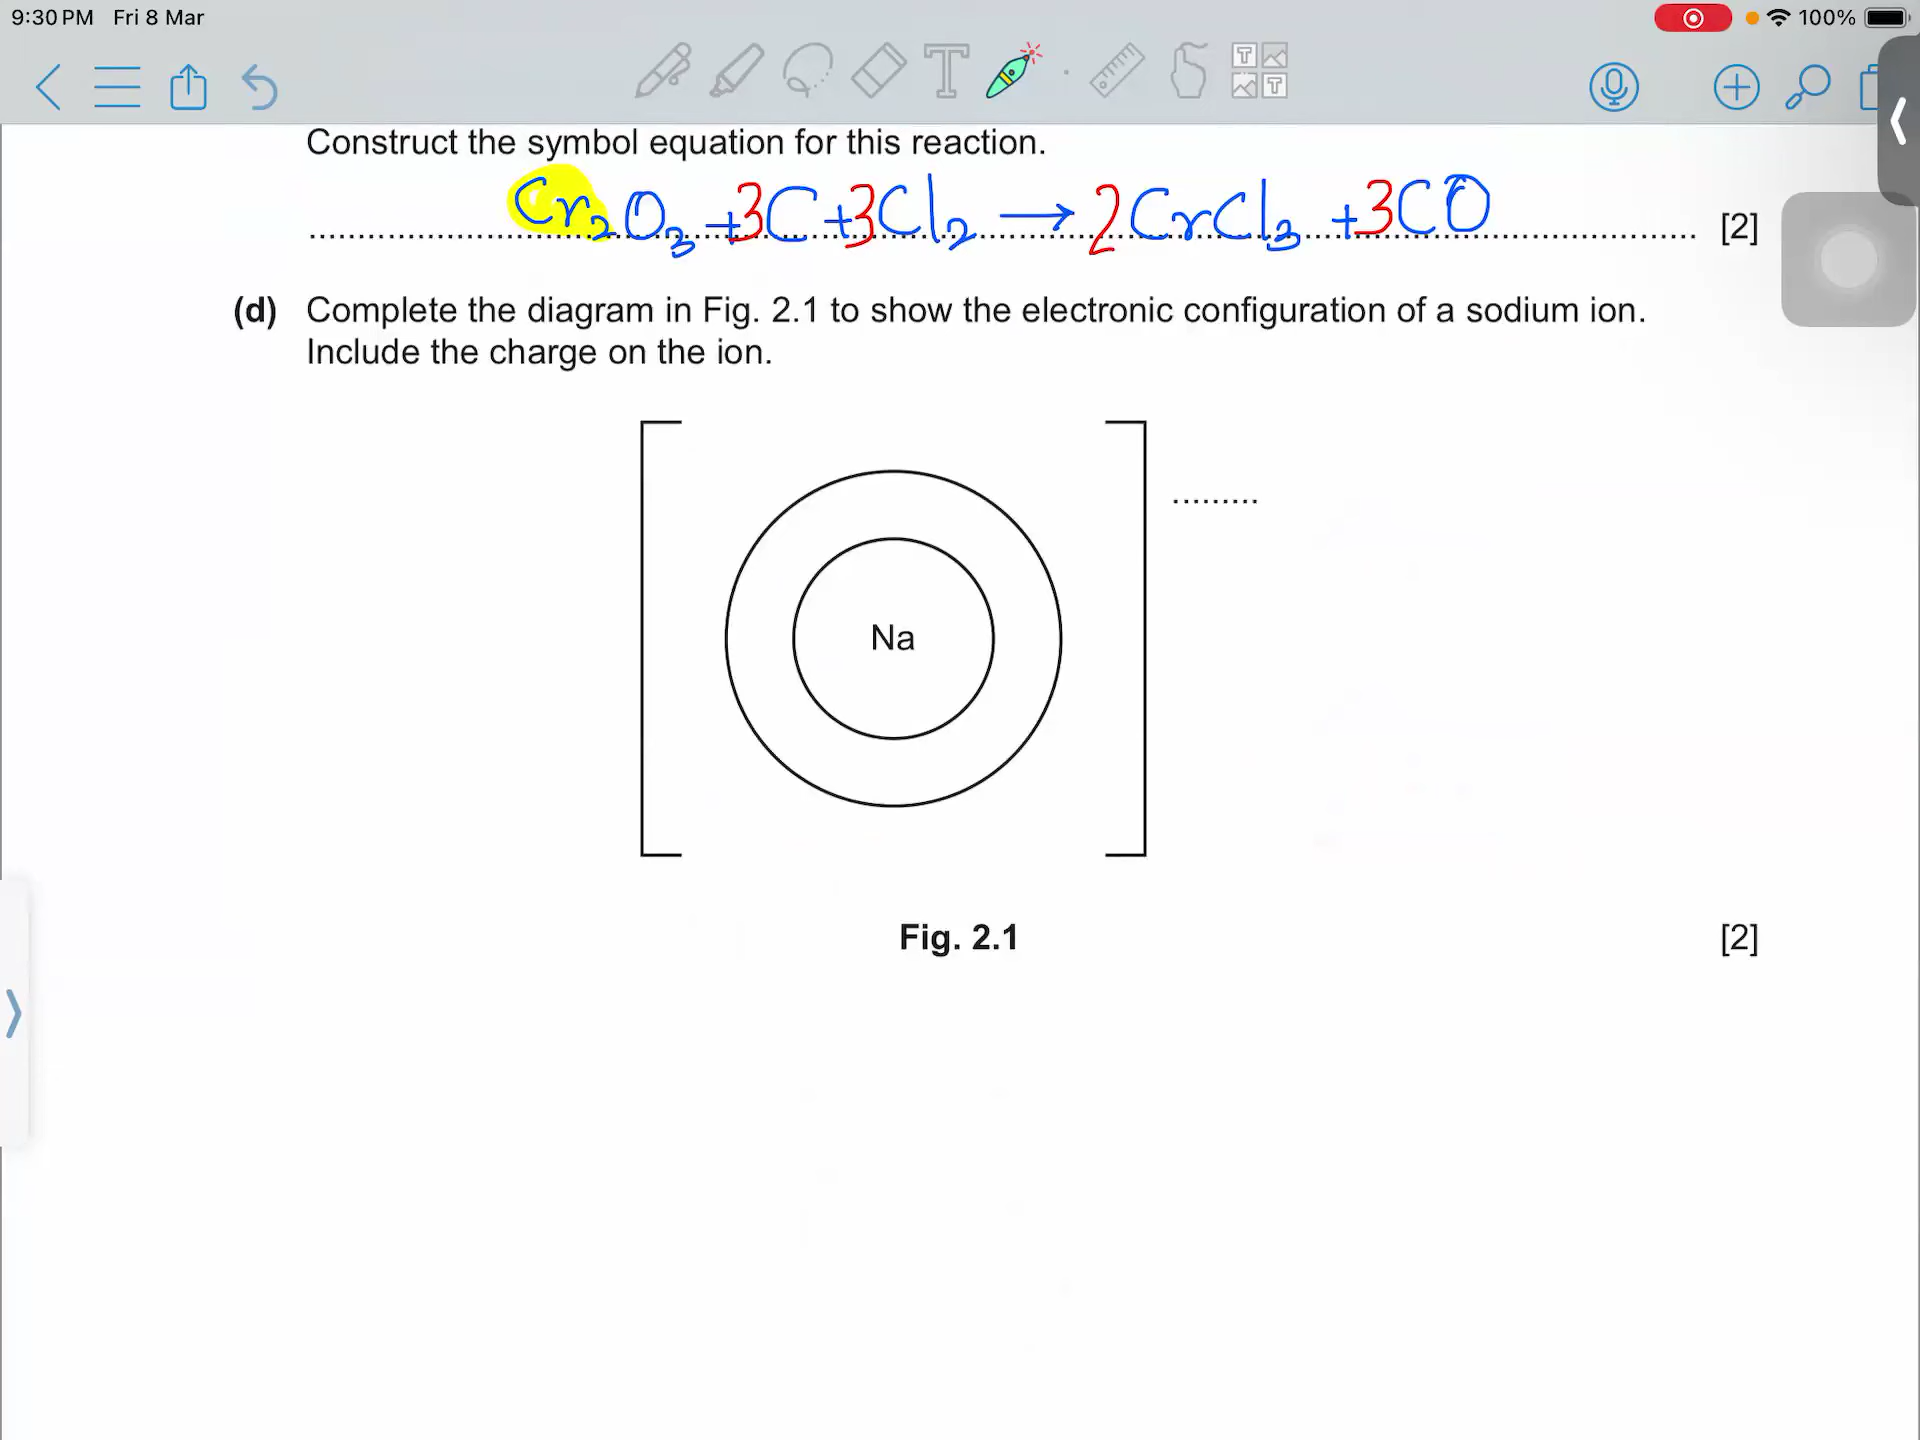 9:30 PM Fri 8 Mar 100%
Construct the symbol equation for this reaction.
Cr₂O₃ + 3C + 3Cl₂ → 2CrCl₃ + 3CO [2]
(d) Complete the diagram in Fig. 2.1 to show the electronic configuration of a sodium ion.
Include the charge on the ion.
.........
Na
Fig. 2.1 [2]